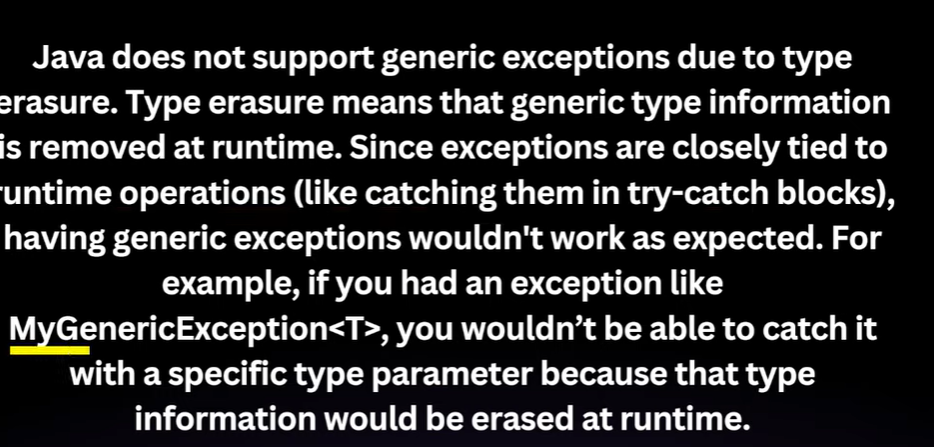 Java does not support generic exceptions due to type
erasure. Type erasure means that generic type information
is removed at runtime. Since exceptions are closely tied to
runtime operations (like catching them in try-catch blocks),
having generic exceptions wouldn't work as expected. For
example, if you had an exception like
MyGenericException<T>, you wouldn’t be able to catch it
with a specific type parameter because that type
information would be erased at runtime.